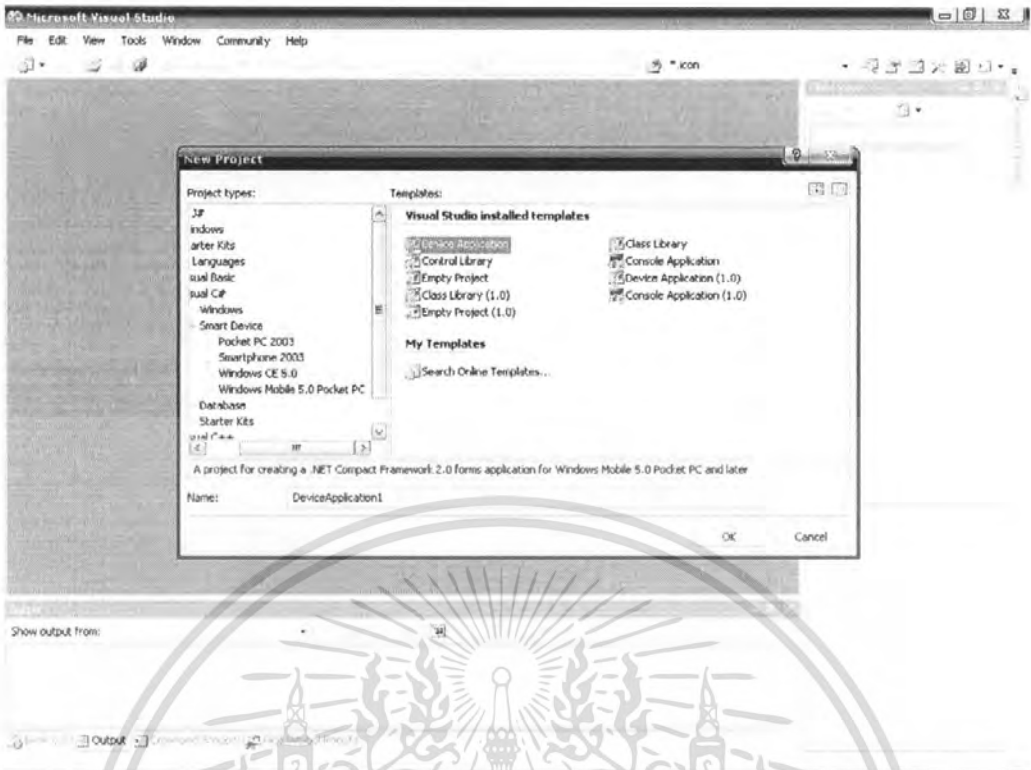 Microsoft Visual Studio
File Edit View Tools Window Community Help
*.icon
New Project
Project types:
Templates:
J#
indows
arter Kits
Languages
sual Basic
sual C#
Windows
Smart Device
Pocket PC 2003
Smartphone 2003
Windows CE 5.0
Windows Mobile 5.0 Pocket PC
Database
Starter Kits
sual C++
Visual Studio installed templates
Device Application
Class Library
Control Library
Console Application
Empty Project
Device Application (1.0)
Class Library (1.0)
Console Application (1.0)
Empty Project (1.0)
My Templates
Search Online Templates...
A project for creating a .NET Compact Framework 2.0 forms application for Windows Mobile 5.0 Pocket PC and later
Name:
DeviceApplication1
OK
Cancel
Output
Show output from:
Output